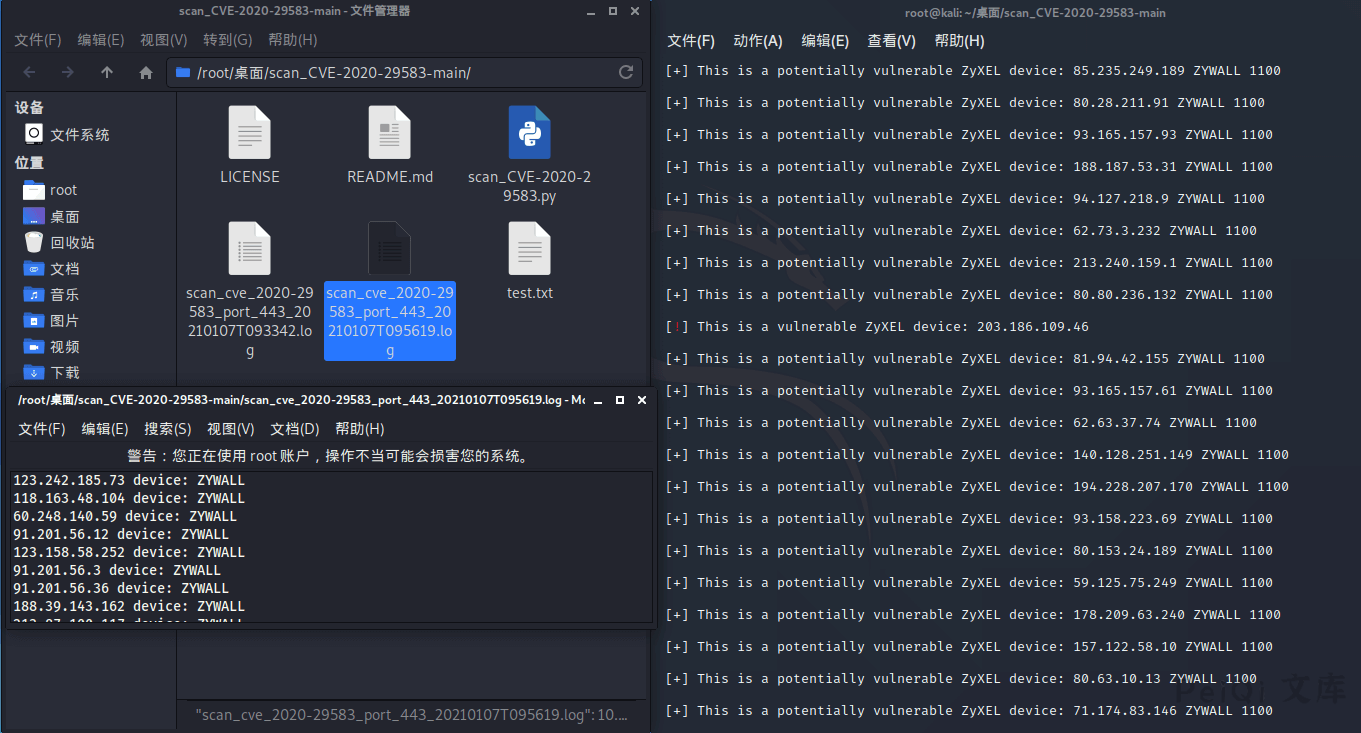 scan_CVE-2020-29583-main - 文件管理器
文件(F) 编辑(E) 视图(V) 转到(G) 帮助(H)
/root/桌面/scan_CVE-2020-29583-main/
设备
文件系统
位置
root
桌面
回收站
文档
音乐
图片
视频
下载
LICENSE
README.md
scan_CVE-2020-2
9583.py
scan_cve_2020-29
583_port_443_20
210107T093342.lo
g
scan_cve_2020-29
583_port_443_20
210107T095619.lo
g
test.txt
/root/桌面/scan_CVE-2020-29583-main/scan_cve_2020-29583_port_443_20210107T095619.log - Mo
文件(F) 编辑(E) 搜索(S) 视图(V) 文档(D) 帮助(H)
警告：您正在使用 root 账户，操作不当可能会损害您的系统。
123.242.185.73 device: ZYWALL
118.163.48.104 device: ZYWALL
60.248.140.59 device: ZYWALL
91.201.56.12 device: ZYWALL
123.158.58.252 device: ZYWALL
91.201.56.3 device: ZYWALL
91.201.56.36 device: ZYWALL
188.39.143.162 device: ZYWALL
"scan_cve_2020-29583_port_443_20210107T095619.log": 10....
root@kali: ~/桌面/scan_CVE-2020-29583-main
文件(F) 动作(A) 编辑(E) 查看(V) 帮助(H)
[+] This is a potentially vulnerable ZyXEL device: 85.235.249.189 ZYWALL 1100
[+] This is a potentially vulnerable ZyXEL device: 80.28.211.91 ZYWALL 1100
[+] This is a potentially vulnerable ZyXEL device: 93.165.157.93 ZYWALL 1100
[+] This is a potentially vulnerable ZyXEL device: 188.187.53.31 ZYWALL 1100
[+] This is a potentially vulnerable ZyXEL device: 94.127.218.9 ZYWALL 1100
[+] This is a potentially vulnerable ZyXEL device: 62.73.3.232 ZYWALL 1100
[+] This is a potentially vulnerable ZyXEL device: 213.240.159.1 ZYWALL 1100
[+] This is a potentially vulnerable ZyXEL device: 80.80.236.132 ZYWALL 1100
[!] This is a vulnerable ZyXEL device: 203.186.109.46
[+] This is a potentially vulnerable ZyXEL device: 81.94.42.155 ZYWALL 1100
[+] This is a potentially vulnerable ZyXEL device: 93.165.157.61 ZYWALL 1100
[+] This is a potentially vulnerable ZyXEL device: 62.63.37.74 ZYWALL 1100
[+] This is a potentially vulnerable ZyXEL device: 140.128.251.149 ZYWALL 1100
[+] This is a potentially vulnerable ZyXEL device: 194.228.207.170 ZYWALL 1100
[+] This is a potentially vulnerable ZyXEL device: 93.158.223.69 ZYWALL 1100
[+] This is a potentially vulnerable ZyXEL device: 80.153.24.189 ZYWALL 1100
[+] This is a potentially vulnerable ZyXEL device: 59.125.75.249 ZYWALL 1100
[+] This is a potentially vulnerable ZyXEL device: 178.209.63.240 ZYWALL 1100
[+] This is a potentially vulnerable ZyXEL device: 157.122.58.10 ZYWALL 1100
[+] This is a potentially vulnerable ZyXEL device: 80.63.10.13 ZYWALL 1100
[+] This is a potentially vulnerable ZyXEL device: 71.174.83.146 ZYWALL 1100
PeiQi 文库